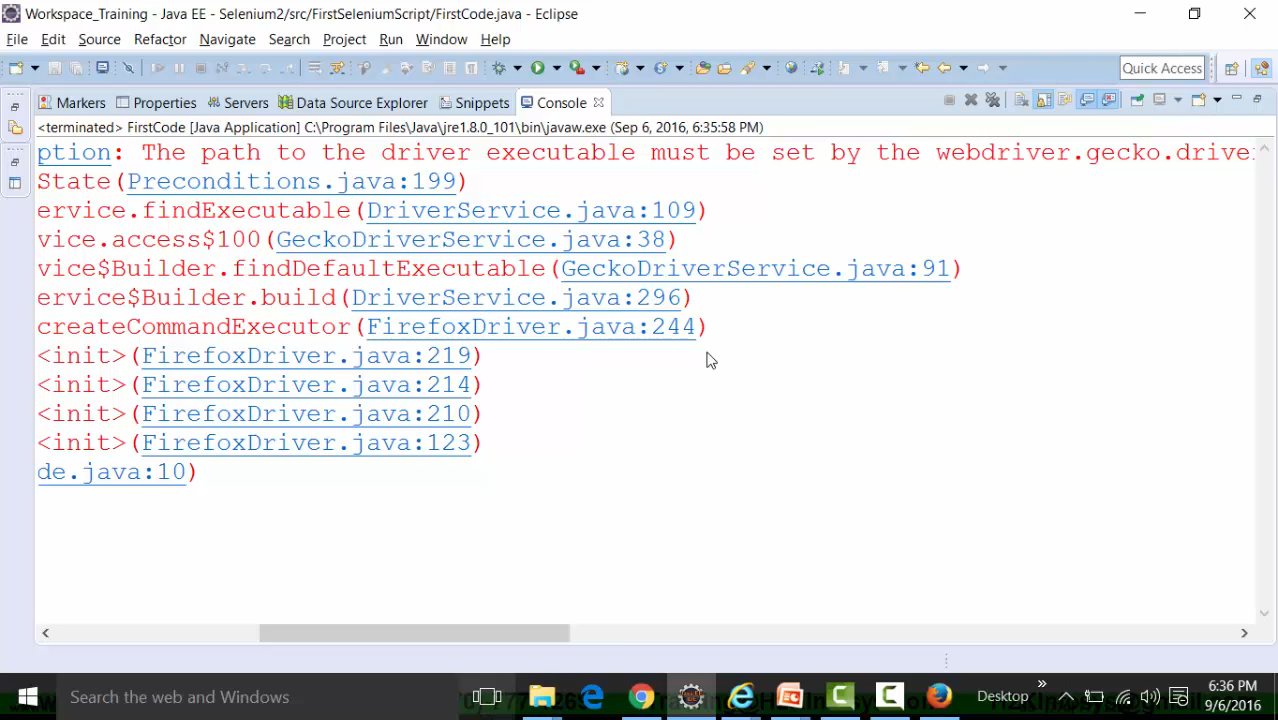 Workspace_Training - Java EE - Selenium2/src/FirstSeleniumScript/FirstCode.java - Eclipse
File Edit Source Refactor Navigate Search Project Run Window Help
Quick Access
Markers Properties Servers Data Source Explorer Snippets Console
<terminated> FirstCode [Java Application] C:\Program Files\Java\jre1.8.0_101\bin\javaw.exe (Sep 6, 2016, 6:35:58 PM)
ption: The path to the driver executable must be set by the webdriver.gecko.driver
State(Preconditions.java:199)
ervice.findExecutable(DriverService.java:109)
vice.access$100(GeckoDriverService.java:38)
vice$Builder.findDefaultExecutable(GeckoDriverService.java:91)
ervice$Builder.build(DriverService.java:296)
createCommandExecutor(FirefoxDriver.java:244)
<init>(FirefoxDriver.java:219)
<init>(FirefoxDriver.java:214)
<init>(FirefoxDriver.java:210)
<init>(FirefoxDriver.java:123)
de.java:10)
Search the web and Windows
Desktop
6:36 PM
9/6/2016